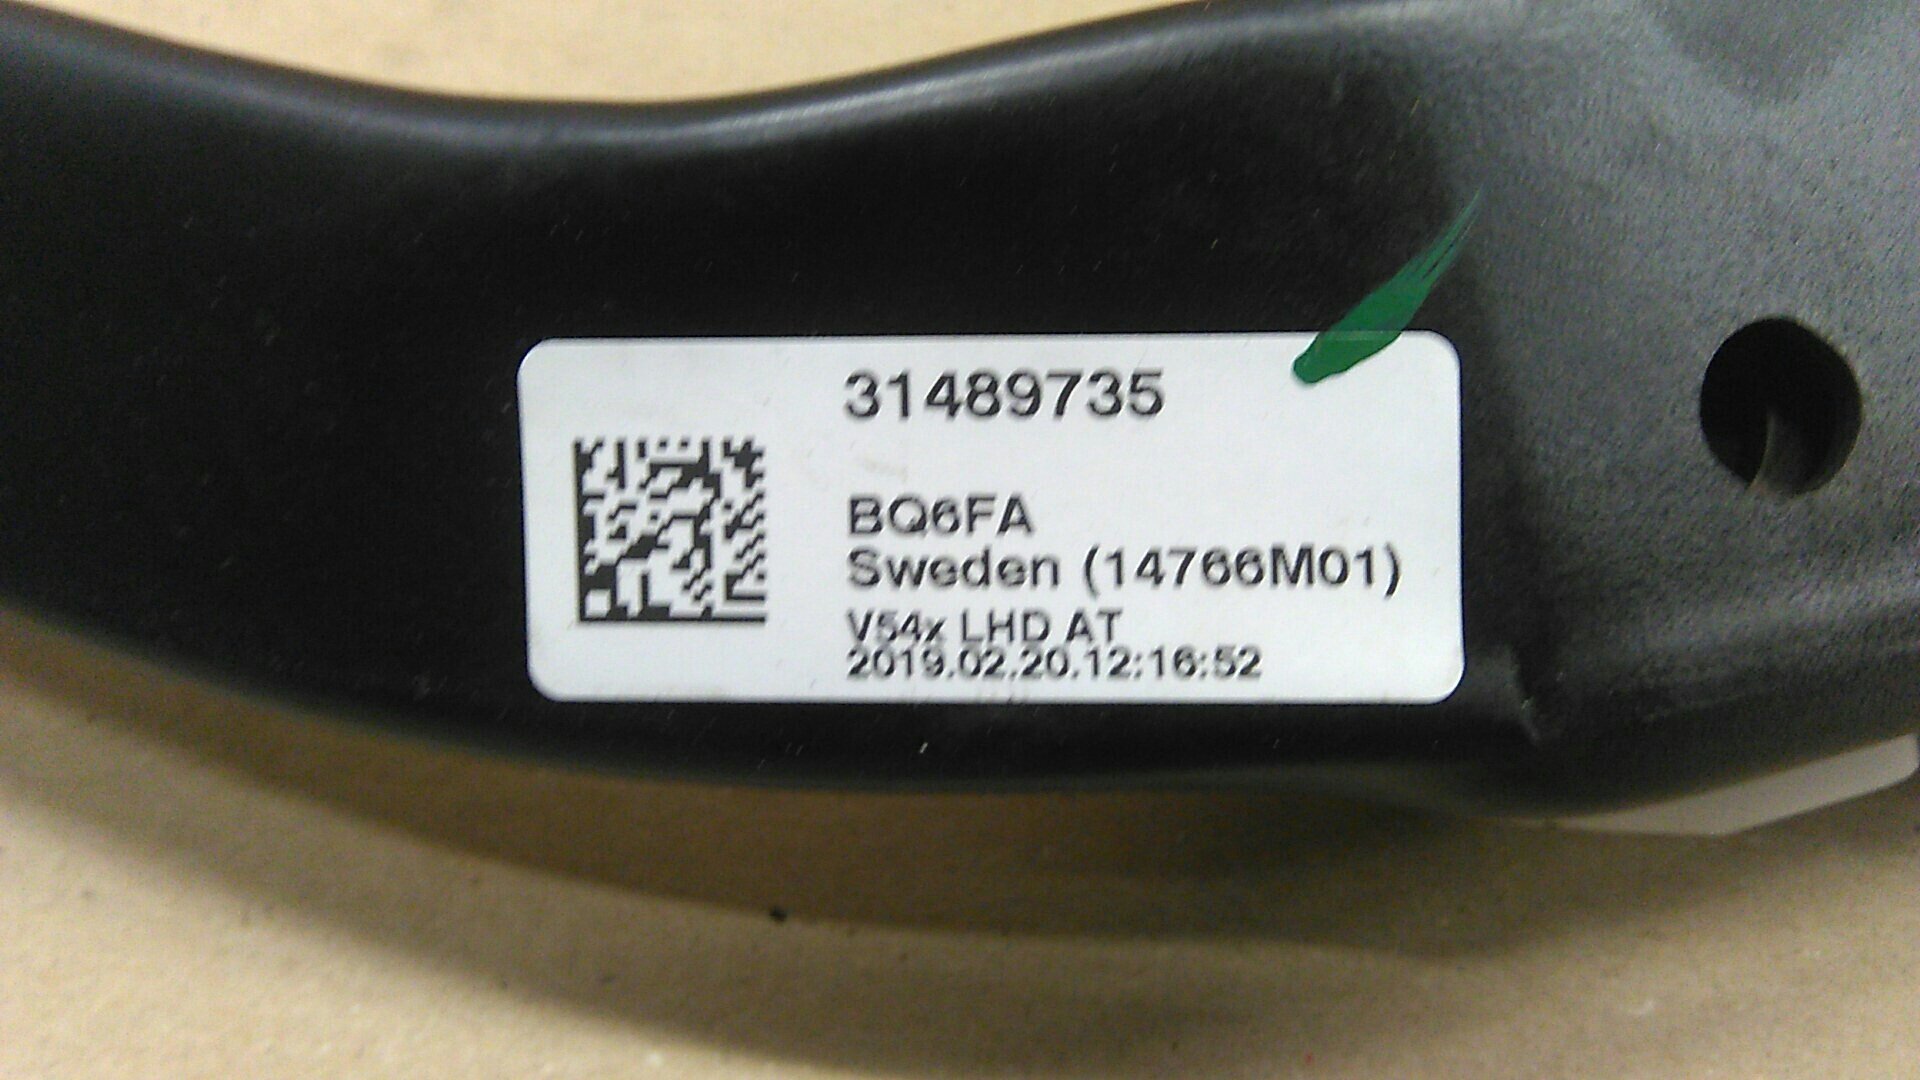 31489735
BQ6FA
Sweden (14766M01)
V54x LHD AT
2019.02.20.12:16:52